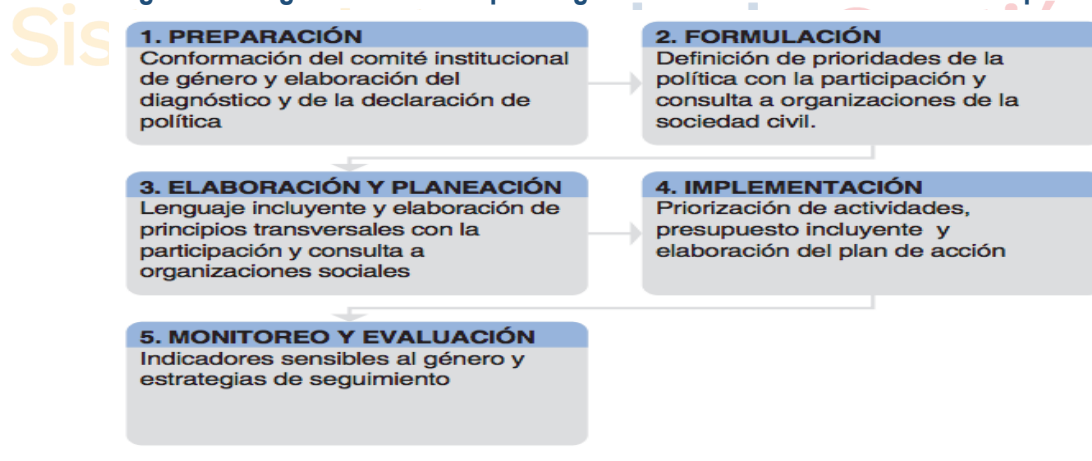 Sis
1. PREPARACIÓN
Conformación del comité institucional
de género y elaboración del
diagnóstico y de la declaración de
política
2. FORMULACIÓN
Definición de prioridades de la
política con la participación y
consulta a organizaciones de la
sociedad civil.
3. ELABORACIÓN Y PLANEACIÓN
Lenguaje incluyente y elaboración de
principios transversales con la
participación y consulta a
organizaciones sociales
4. IMPLEMENTACIÓN
Priorización de actividades,
presupuesto incluyente y
elaboración del plan de acción
5. MONITOREO Y EVALUACIÓN
Indicadores sensibles al género y
estrategias de seguimiento